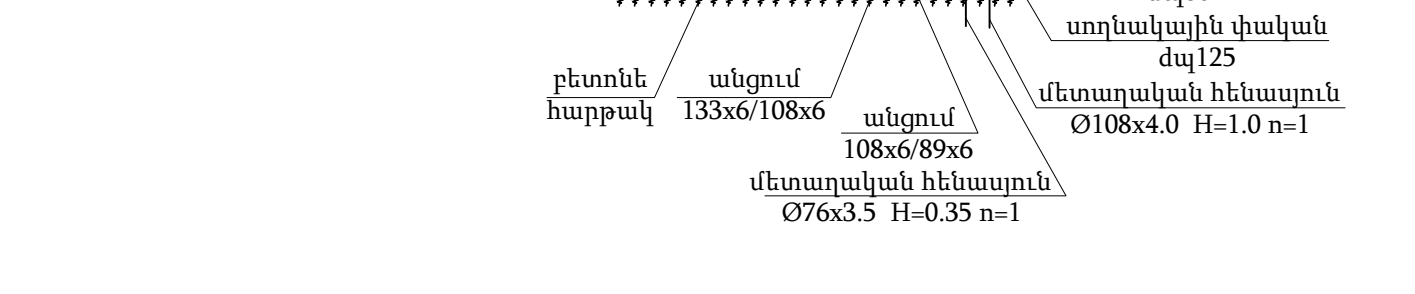 սողնակային փական
դպ125
բետոնե
հարթակ
անցում
133x6/108x6
մետաղական հենասյուն
Ø108x4.0 H=1.0 n=1
անցում
108x6/89x6
մետաղական հենասյուն
Ø76x3.5 H=0.35 n=1